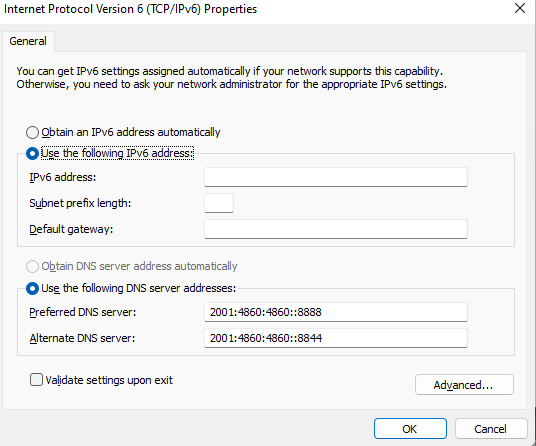 Internet Protocol Version 6 (TCP/IPv6) Properties
General
You can get IPv6 settings assigned automatically if your network supports this capability.
Otherwise, you need to ask your network administrator for the appropriate IPv6 settings.
Obtain an IPv6 address automatically
Use the following IPv6 address:
IPv6 address:
Subnet prefix length:
Default gateway:
Obtain DNS server address automatically
Use the following DNS server addresses:
Preferred DNS server: 2001:4860:4860::8888
Alternate DNS server: 2001:4860:4860::8844
Validate settings upon exit
Advanced...
OK Cancel